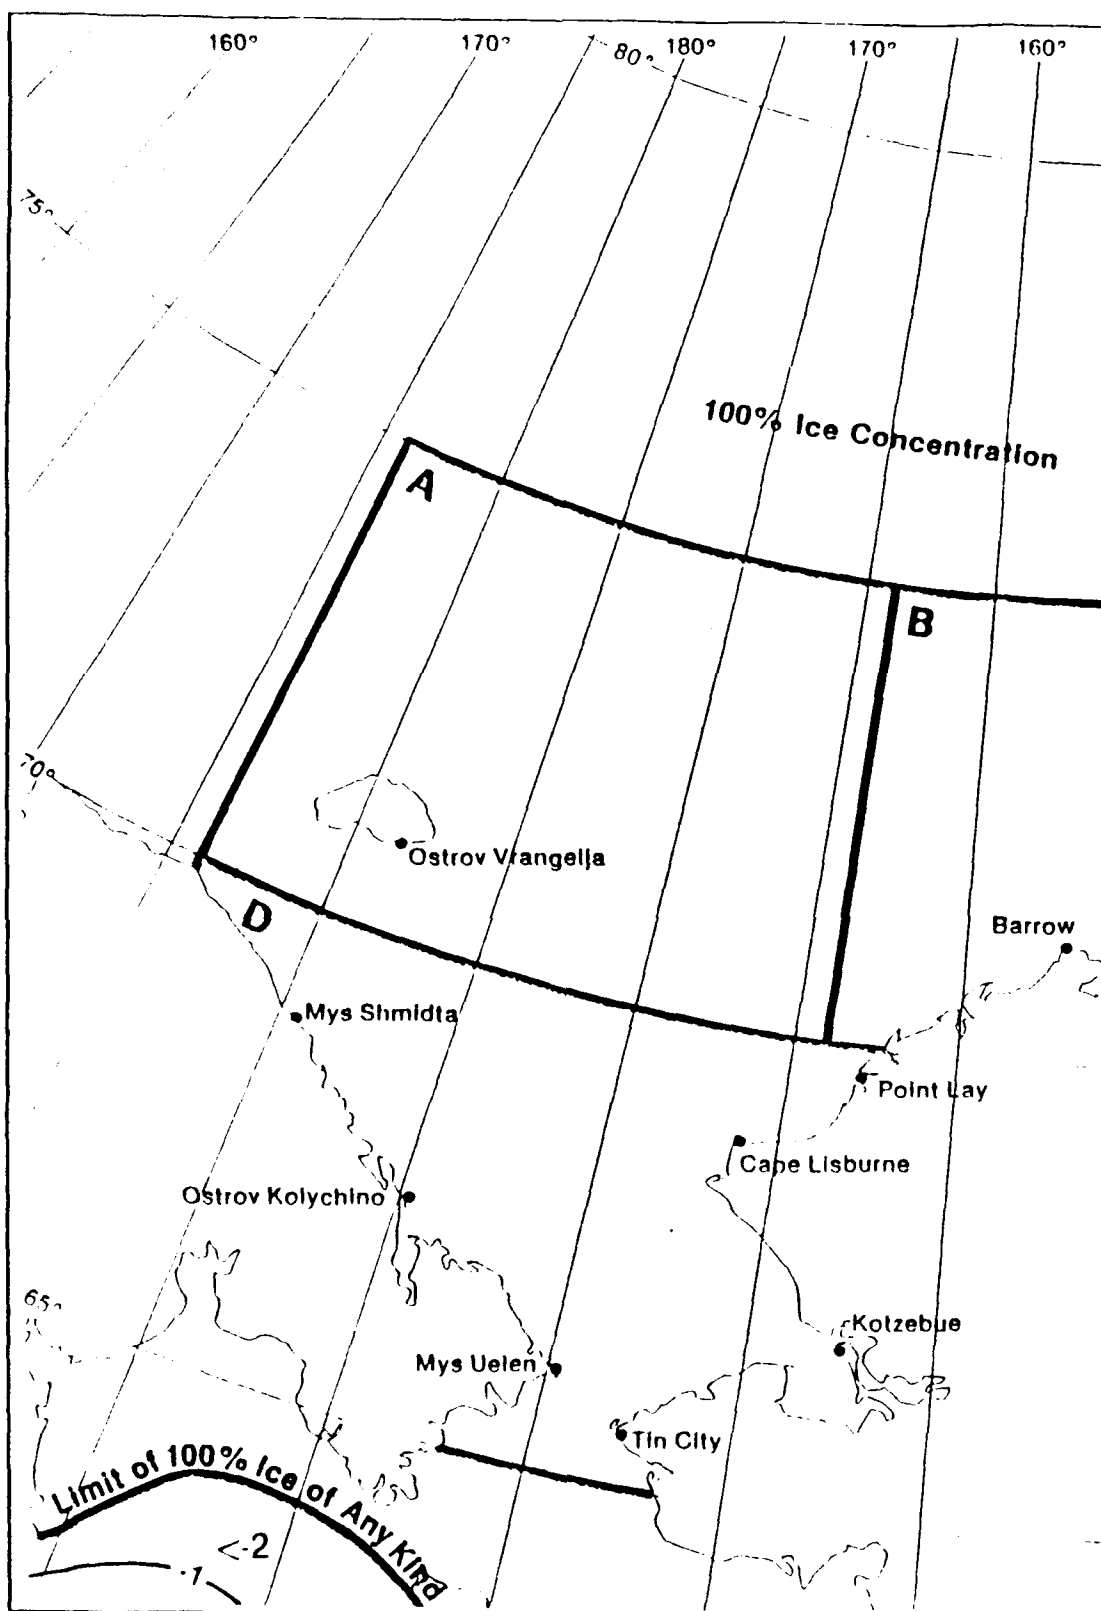 160°
170°
80°
180°
170°
160°
75°
100% Ice Concentration
A
B
70°
Ostrov Vrangelja
D
Barrow
Mys Shmidta
Point Lay
Cape Lisburne
Ostrov Kolychino
65°
Kotzebue
Mys Uelen
Tin City
Limit of 100% Ice of Any Kind
<-2
-1